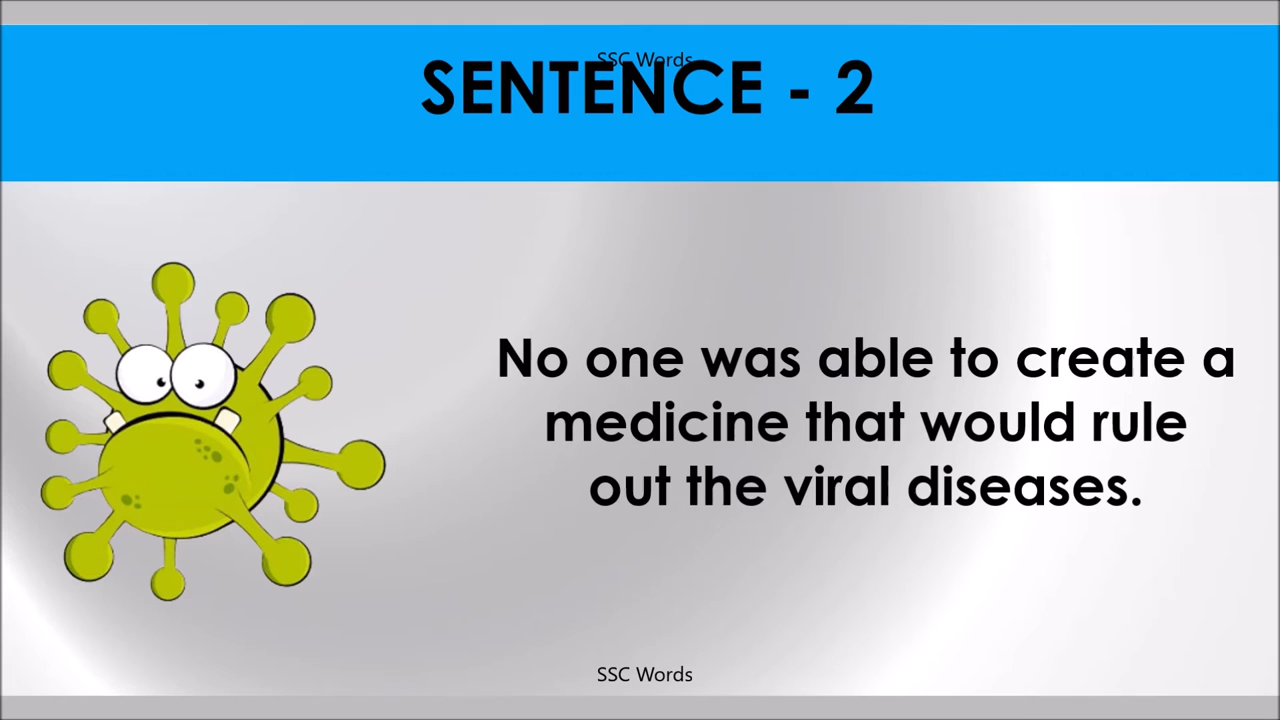 SSC Words
SENTENCE - 2
No one was able to create a
medicine that would rule
out the viral diseases.
SSC Words